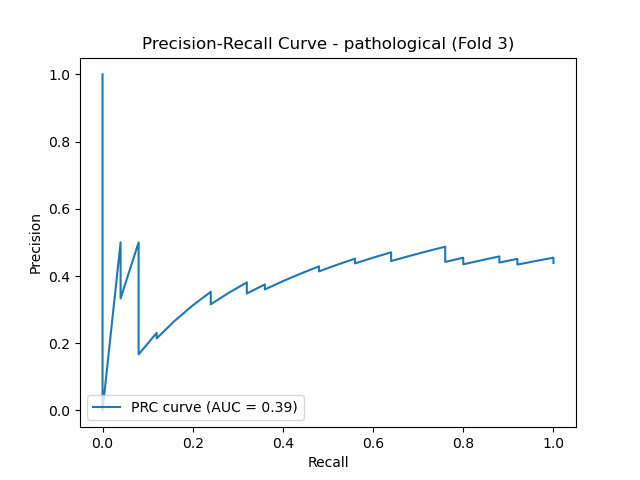 Precision-Recall Curve - pathological (Fold 3)
1.0
0.8
0.6
0.4
0.2
0.0
Precision
PRC curve (AUC = 0.39)
0.0 0.2 0.4 0.6 0.8 1.0
Recall